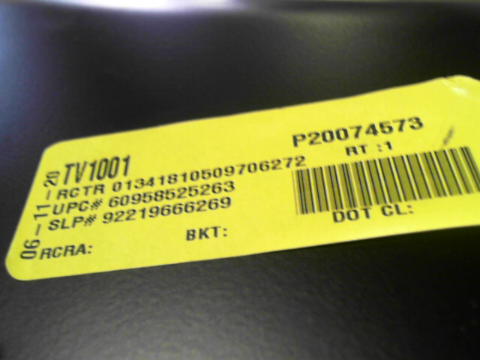 06-11-20
TV1001
P20074573
RCTR 01341810509706272
RT :1
UPC# 60958525263
SLP# 92219666269
DOT CL:
BKT:
RCRA: